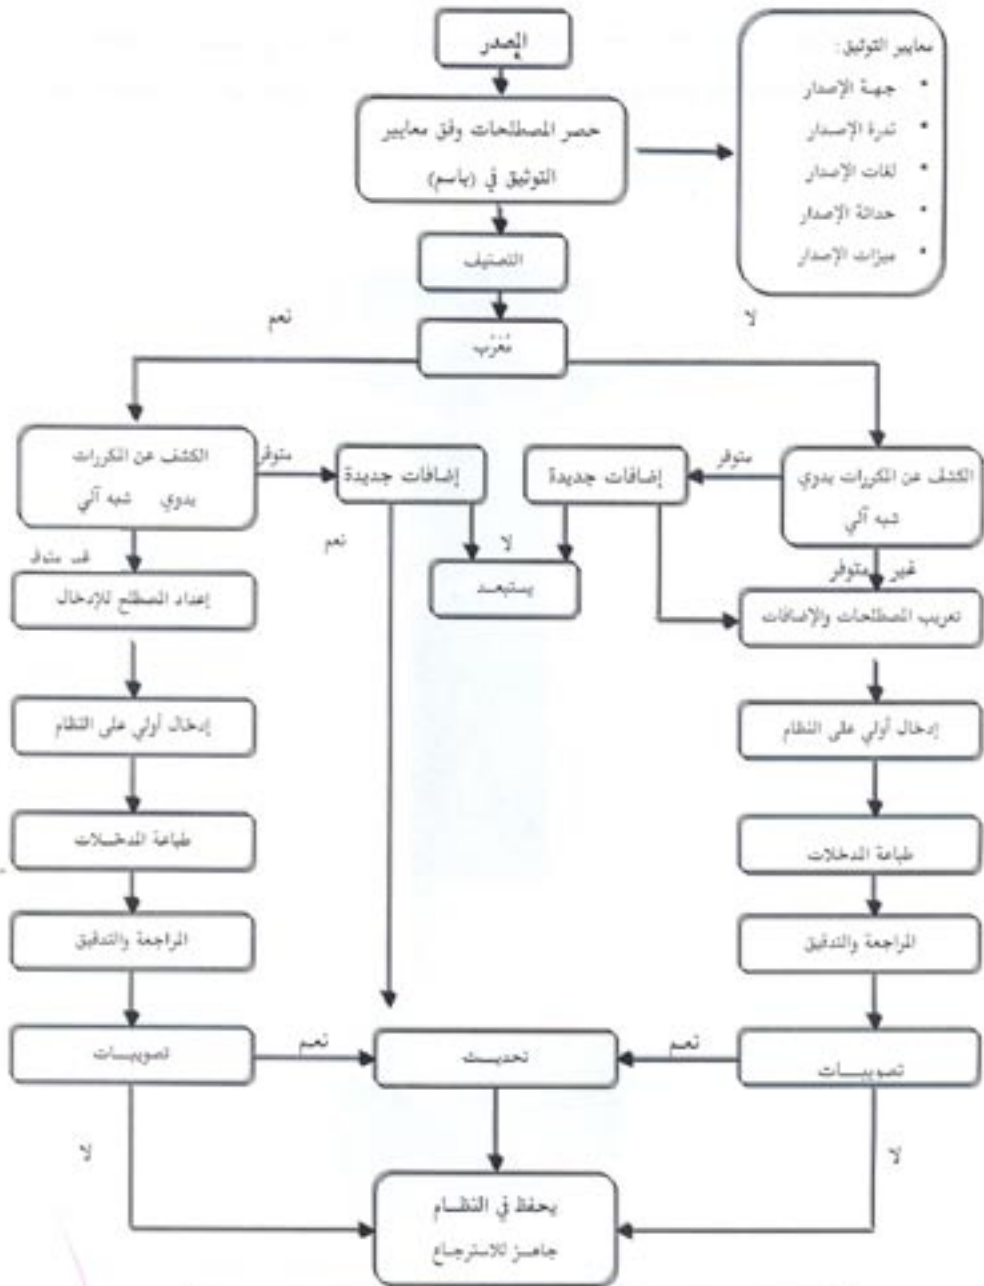 المصدر
معايير التوثيق:
• جهة الإصدار
• ندرة الإصدار
• لغات الإصدار
• حداثة الإصدار
• ميزات الإصدار
حصر المصطلحات وفق معايير
التوثيق في (باسم)
التصنيف
لا
نعم
مُعَرَّب
الكشف عن المكررات يدوي
شبه آلي
متوفر
إضافات جديدة
إضافات جديدة
متوفر
الكشف عن المكررات
يدوي شبه آلي
غير متوفر
لا
نعم
غير متوفر
يستبعد
تعريب المصطلحات والإضافات
إعداد المصطلح للإدخال
إدخال أولي على النظام
إدخال أولي على النظام
طباعة المدخلات
طباعة المدخلات
المراجعة والتدقيق
المراجعة والتدقيق
تصويبات
نعم
تحديث
نعم
تصويبات
لا
لا
يحفظ في النظام
جاهز للاسترجاع